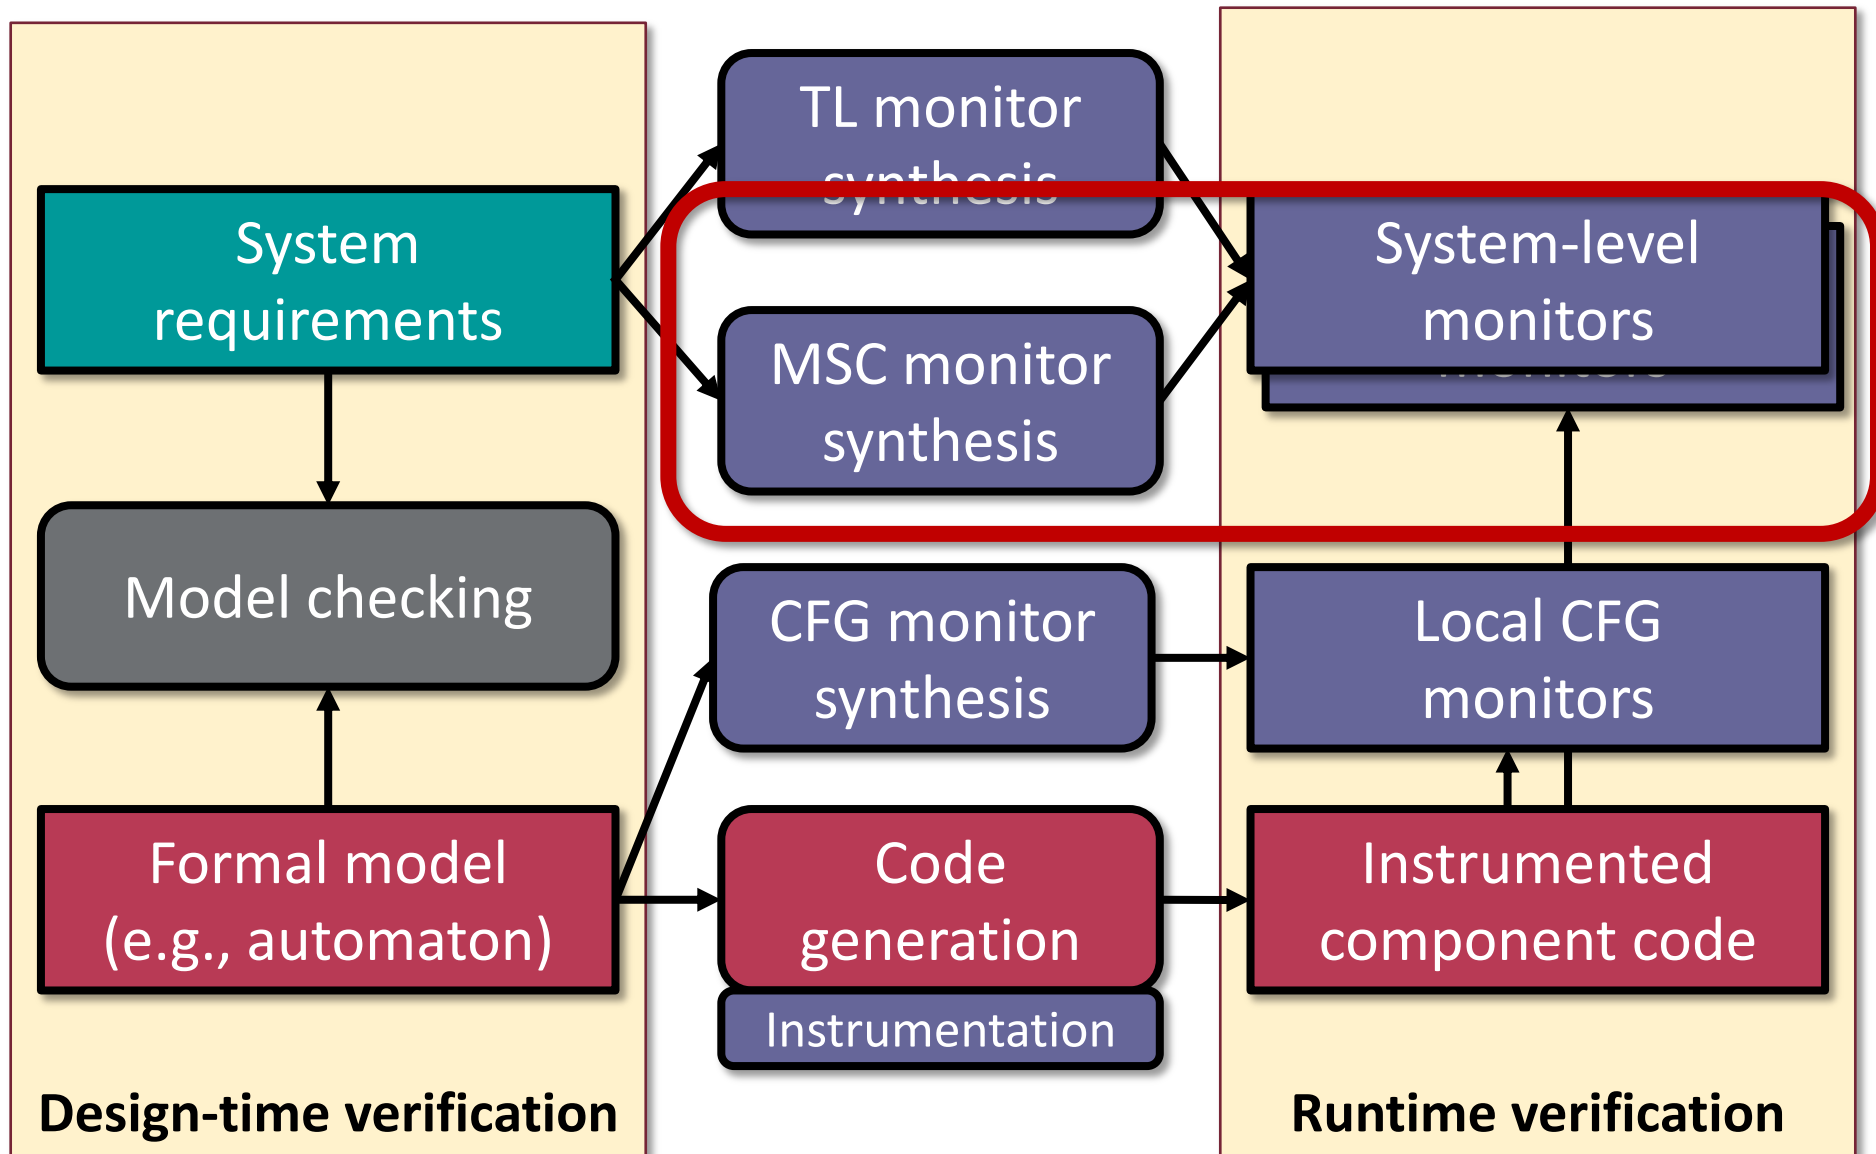 TL monitor
synthesis
System
requirements
System-level
monitors
monitors
MSC monitor
synthesis
Model checking
CFG monitor
synthesis
Local CFG
monitors
Formal model
(e.g., automaton)
Code
generation
Instrumentation
Instrumented
component code
Design-time verification
Runtime verification